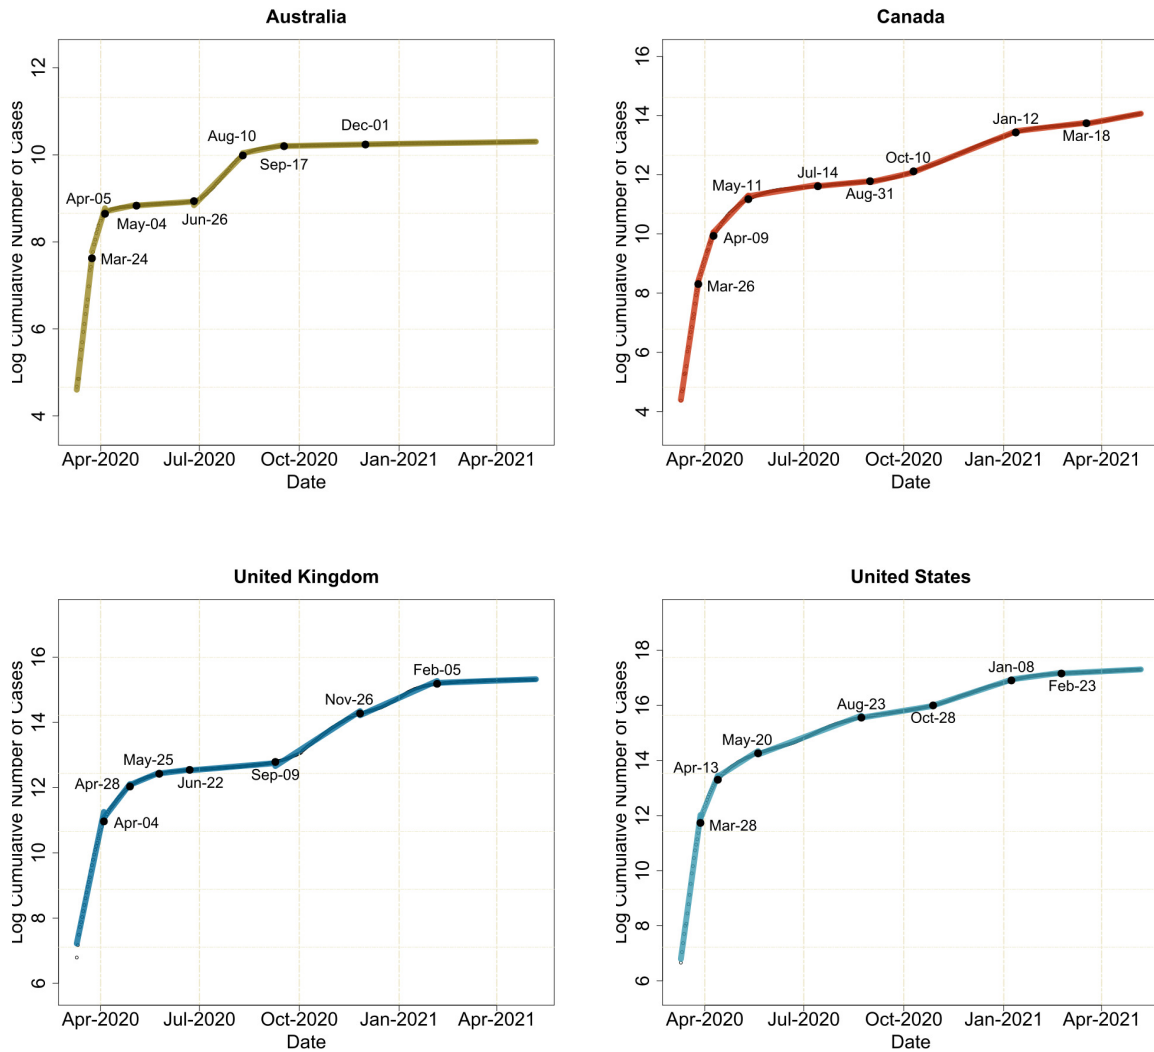 Australia
Log Cumulative Number of Cases
12
10
8
6
4
Apr-05
Mar-24
May-04
Jun-26
Aug-10
Sep-17
Dec-01
Apr-2020 Jul-2020 Oct-2020 Jan-2021 Apr-2021
Date
Canada
Log Cumulative Number of Cases
16
14
12
10
8
6
4
Mar-26
Apr-09
May-11
Jul-14
Aug-31
Oct-10
Jan-12
Mar-18
Apr-2020 Jul-2020 Oct-2020 Jan-2021 Apr-2021
Date
United Kingdom
Log Cumulative Number of Cases
16
14
12
10
8
6
Apr-04
Apr-28
May-25
Jun-22
Sep-09
Nov-26
Feb-05
Apr-2020 Jul-2020 Oct-2020 Jan-2021 Apr-2021
Date
United States
Log Cumulative Number of Cases
18
16
14
12
10
8
6
Mar-28
Apr-13
May-20
Aug-23
Oct-28
Jan-08
Feb-23
Apr-2020 Jul-2020 Oct-2020 Jan-2021 Apr-2021
Date